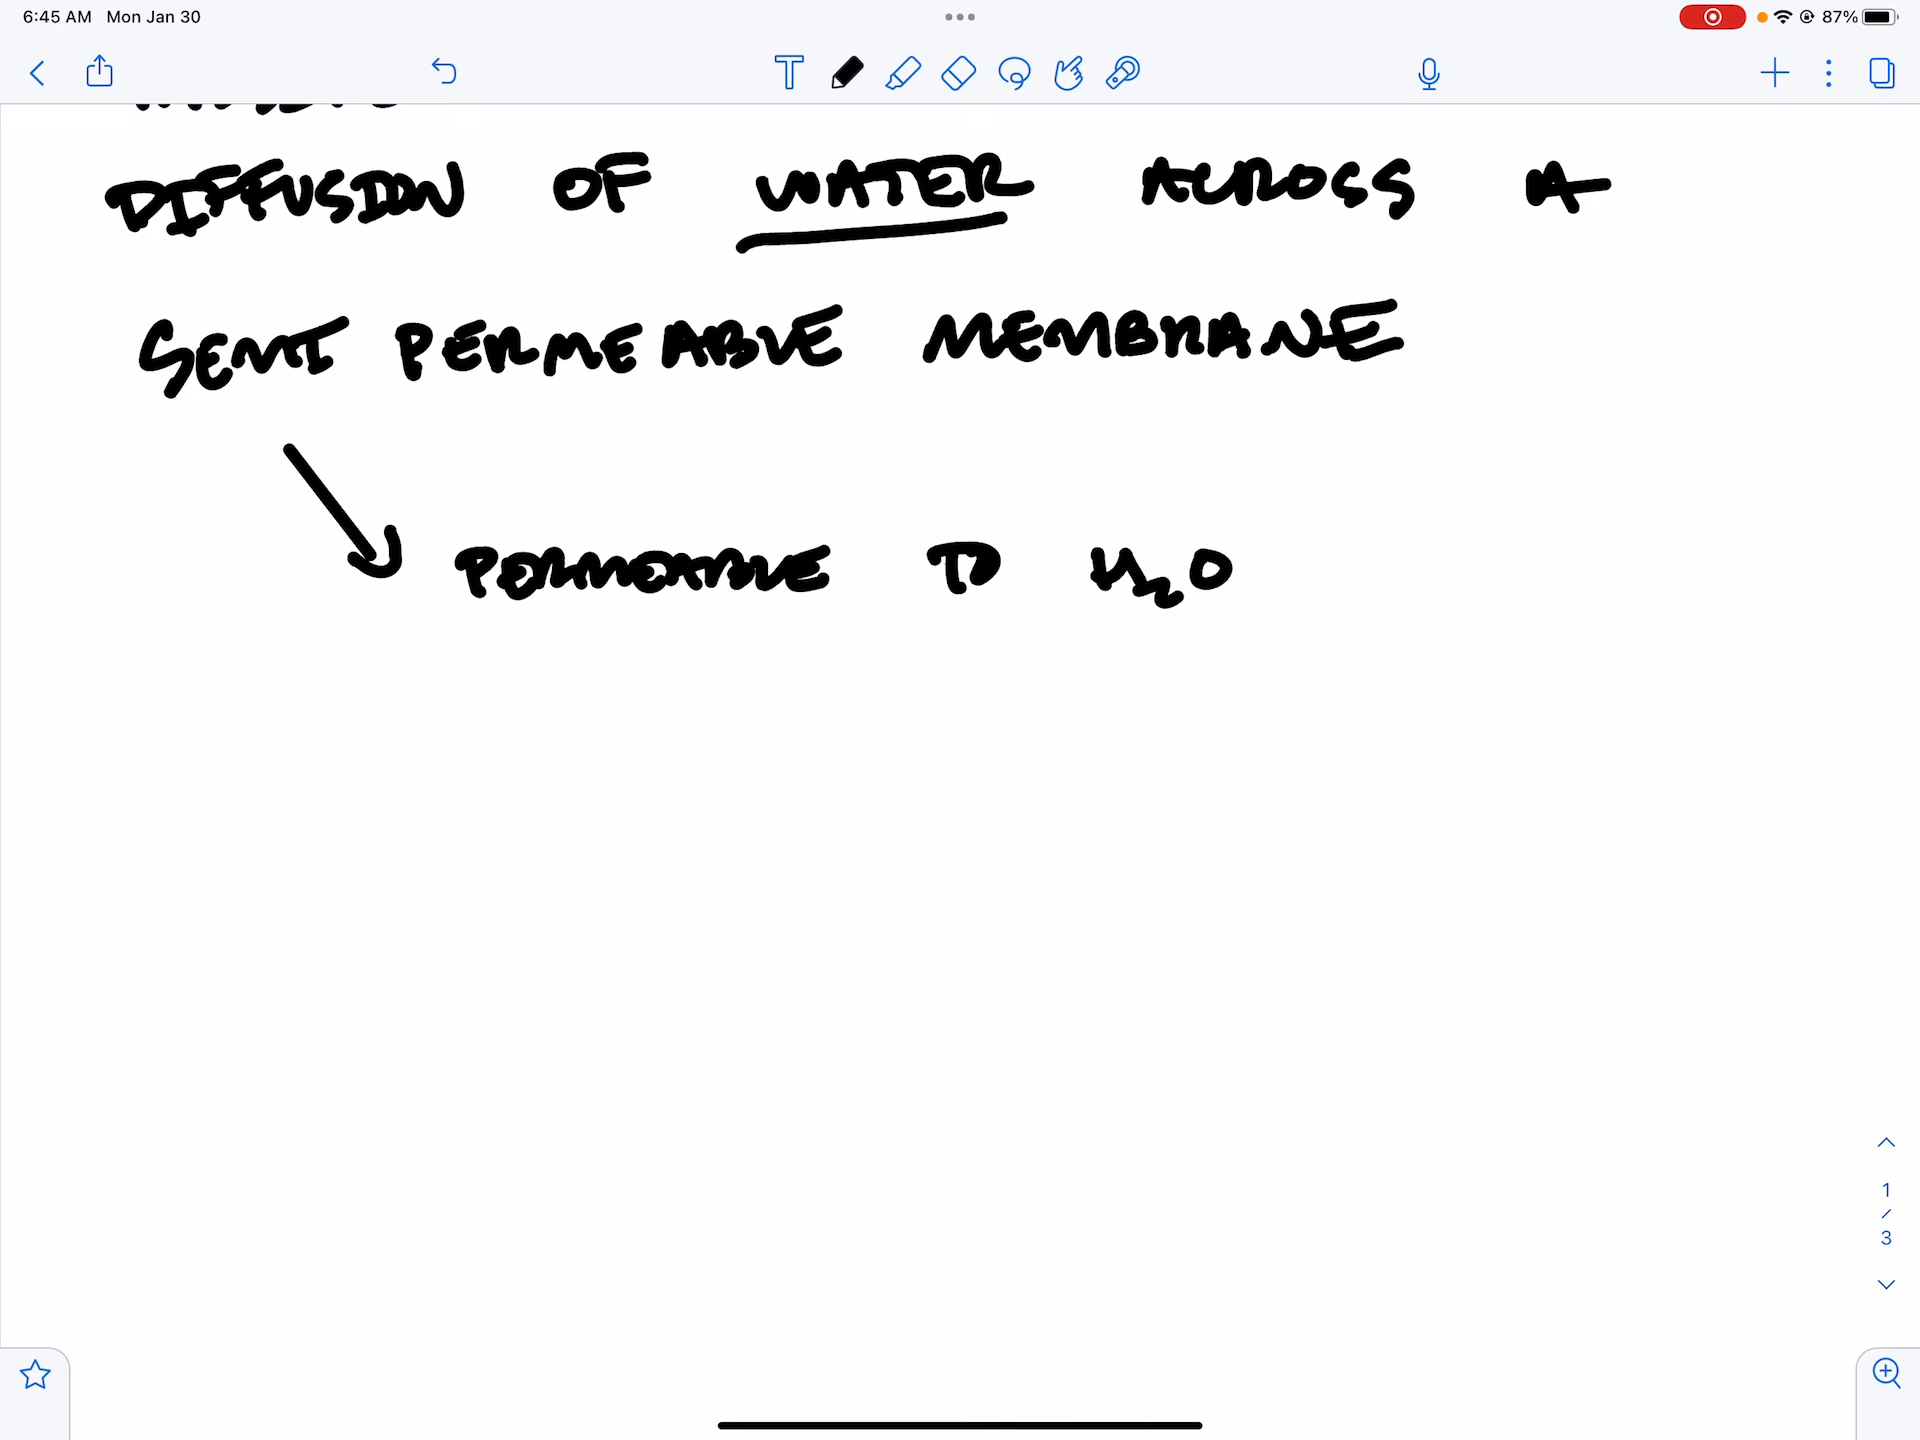 6:45 AM Mon Jan 30
87%
DIFFUSION OF WATER ACROSS A
SEMI PERMEABLE MEMBRANE
PERMEABLE TO H₂O
1
/
3